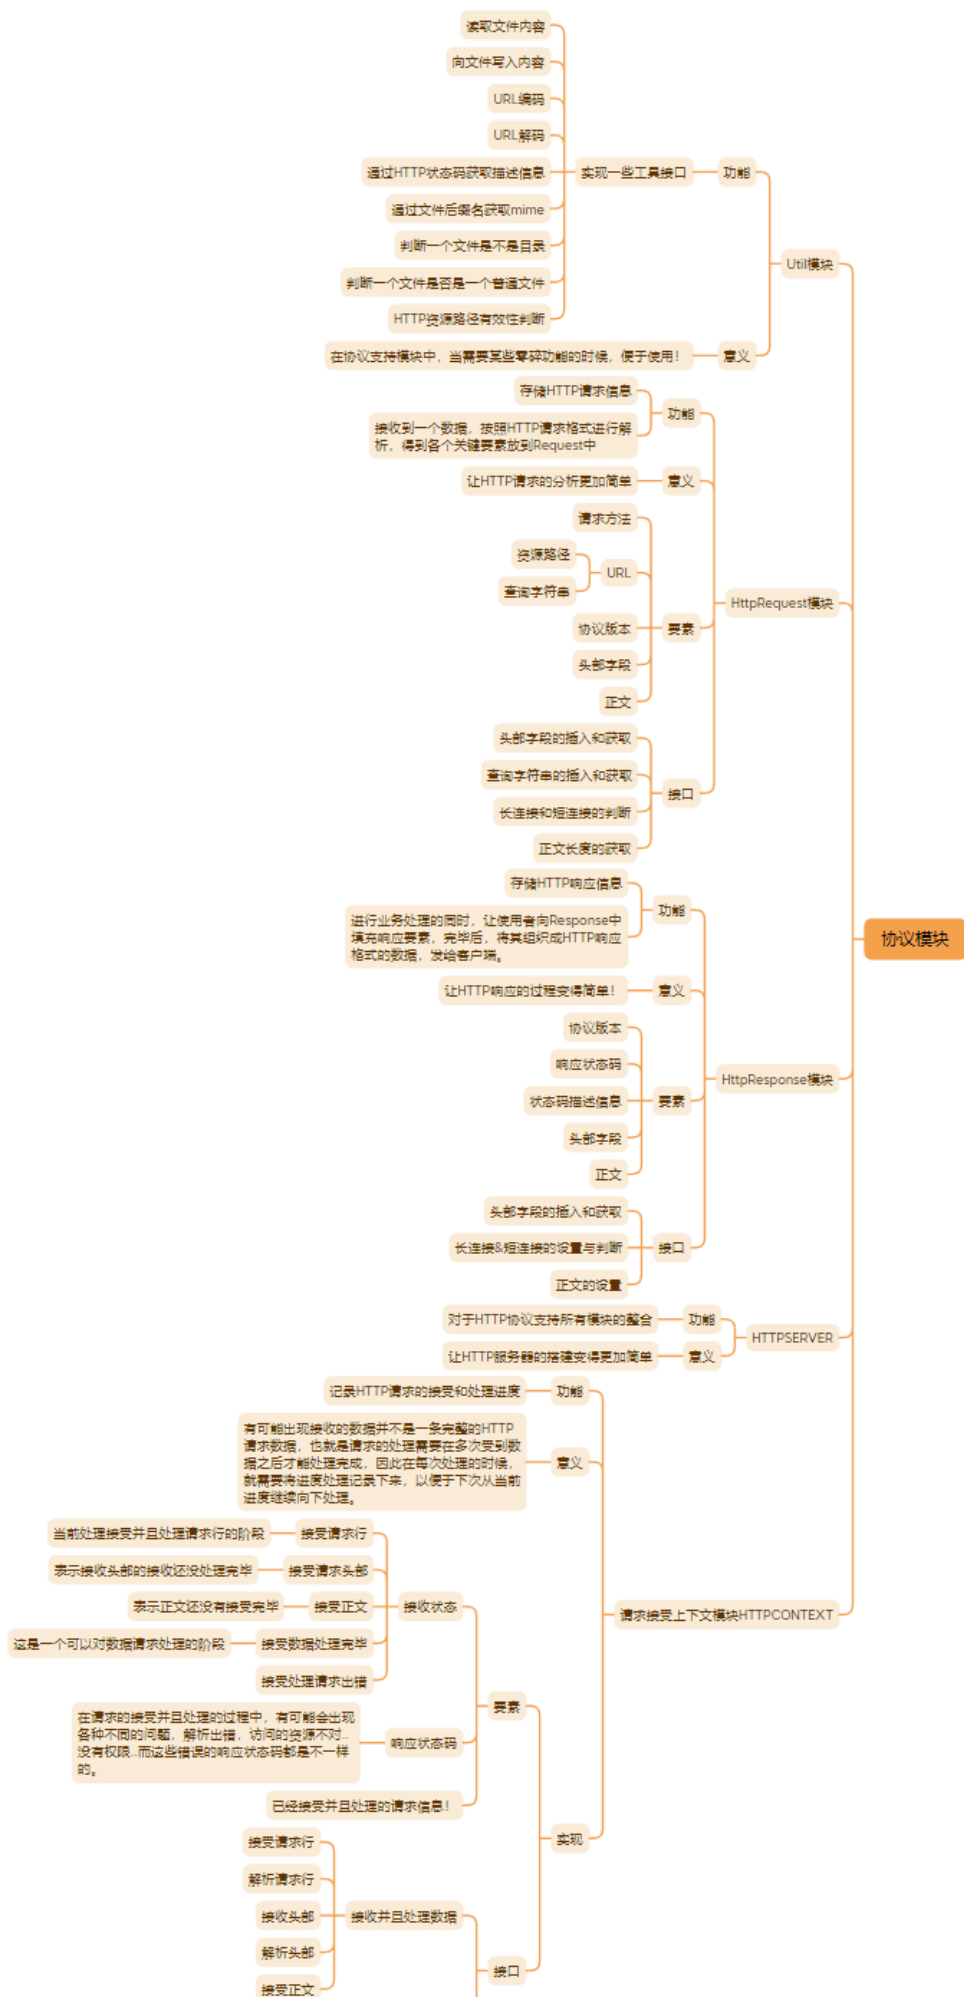 协议模块
Util模块
功能
实现一些工具接口
读取文件内容
向文件写入内容
URL编码
URL解码
通过HTTP状态码获取描述信息
通过文件后缀名获取mime
判断一个文件是不是目录
判断一个文件是否是一个普通文件
HTTP资源路径有效性判断
意义
在协议支持模块中，当需要某些零碎功能的时候，便于使用！
HttpRequest模块
功能
存储HTTP请求信息
接收到一个数据，按照HTTP请求格式进行解
析，得到各个关键要素放到Request中
意义
让HTTP请求的分析更加简单
要素
请求方法
URL
资源路径
查询字符串
协议版本
头部字段
正文
接口
头部字段的插入和获取
查询字符串的插入和获取
长连接和短连接的判断
正文长度的获取
HttpResponse模块
功能
存储HTTP响应信息
进行业务处理的同时，让使用者向Response中
填充响应要素，完毕后，将其组织成HTTP响应
格式的数据，发给客户端。
意义
让HTTP响应的过程变得简单！
要素
协议版本
响应状态码
状态码描述信息
头部字段
正文
接口
头部字段的插入和获取
长连接&短连接的设置与判断
正文的设置
HTTPSERVER
功能
对于HTTP协议支持所有模块的整合
意义
让HTTP服务器的搭建变得更加简单
请求接受上下文模块HTTPCONTEXT
功能
记录HTTP请求的接受和处理进度
意义
有可能出现接收的数据并不是一条完整的HTTP
请求数据，也就是请求的处理需要在多次受到数
据之后才能处理完成，因此在每次处理的时候，
就需要将进度处理记录下来，以便于下次从当前
进度继续向下处理。
实现
要素
接收状态
接受请求行
当前处理接受并且处理请求行的阶段
接受请求头部
表示接收头部的接收还没处理完毕
接受正文
表示正文还没有接受完毕
接受数据处理完毕
这是一个可以对数据请求处理的阶段
接受处理请求出错
响应状态码
在请求的接受并且处理的过程中，有可能会出现
各种不同的问题，解析出错，访问的资源不对..
没有权限..而这些错误的响应状态码都是不一样
的。
已经接受并且处理的请求信息！
接口
接收并且处理数据
接受请求行
解析请求行
接收头部
解析头部
接受正文